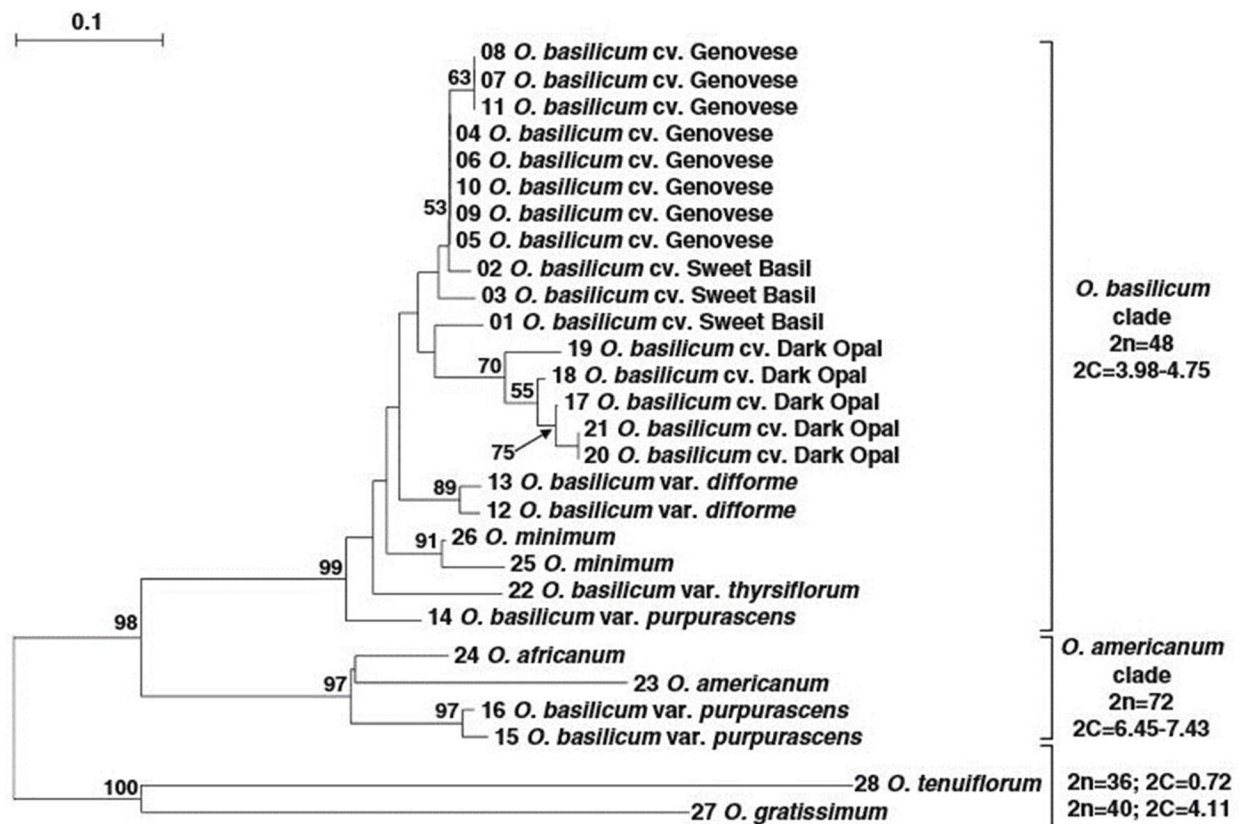 0.1
08 O. basilicum cv. Genovese
63
07 O. basilicum cv. Genovese
11 O. basilicum cv. Genovese
04 O. basilicum cv. Genovese
06 O. basilicum cv. Genovese
10 O. basilicum cv. Genovese
53
09 O. basilicum cv. Genovese
05 O. basilicum cv. Genovese
02 O. basilicum cv. Sweet Basil
03 O. basilicum cv. Sweet Basil
01 O. basilicum cv. Sweet Basil
19 O. basilicum cv. Dark Opal
70
18 O. basilicum cv. Dark Opal
55
17 O. basilicum cv. Dark Opal
21 O. basilicum cv. Dark Opal
75
20 O. basilicum cv. Dark Opal
13 O. basilicum var. difforme
89
12 O. basilicum var. difforme
26 O. minimum
91
25 O. minimum
99
22 O. basilicum var. thyrsiflorum
14 O. basilicum var. purpurascens
98
O. basilicum
clade
2n=48
2C=3.98-4.75
24 O. africanum
97
23 O. americanum
97
16 O. basilicum var. purpurascens
15 O. basilicum var. purpurascens
O. americanum
clade
2n=72
2C=6.45-7.43
100
28 O. tenuiflorum
2n=36; 2C=0.72
27 O. gratissimum
2n=40; 2C=4.11